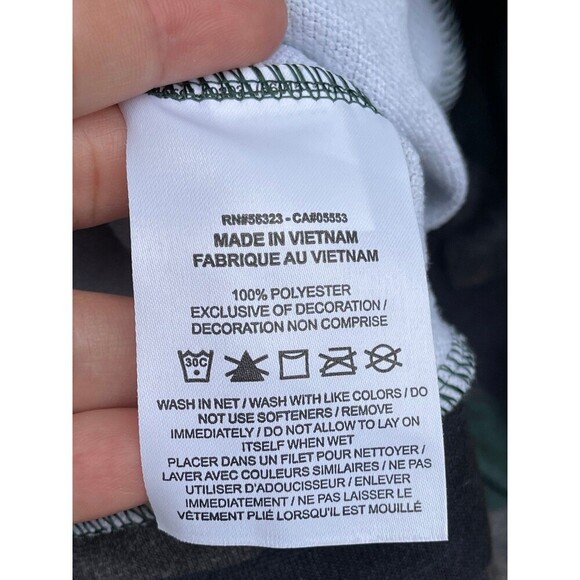 RN#56323 - CA#05553
MADE IN VIETNAM
FABRIQUE AU VIETNAM
100% POLYESTER
EXCLUSIVE OF DECORATION /
DECORATION NON COMPRISE
30C
WASH IN NET / WASH WITH LIKE COLORS / DO
NOT USE SOFTENERS / REMOVE
IMMEDIATELY / DO NOT ALLOW TO LAY ON
ITSELF WHEN WET
PLACER DANS UN FILET POUR NETTOYER /
LAVER AVEC COULEURS SIMILAIRES / NE PAS
UTILISER D'ADOUCISSEUR / ENLEVER
IMMEDIATEMENT / NE PAS LAISSER LE
VÊTEMENT PLIÉ LORSQU'IL EST MOUILLÉ